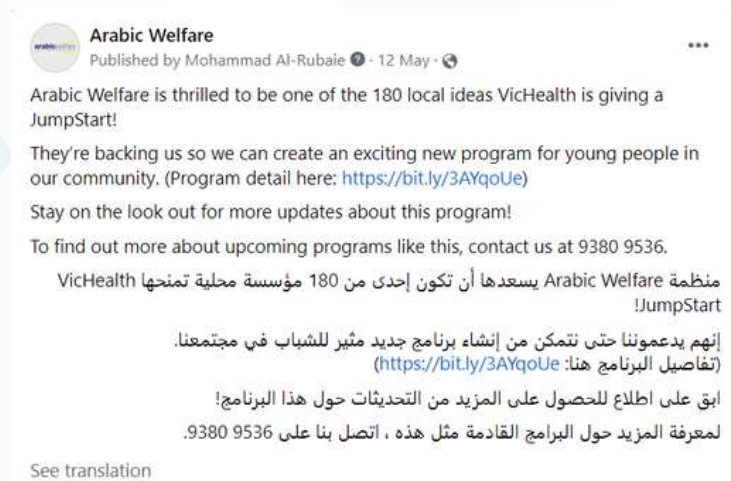 Arabic Welfare
Published by Mohammad Al-Rubaie · 12 May ·
Arabic Welfare is thrilled to be one of the 180 local ideas VicHealth is giving a
JumpStart!
They're backing us so we can create an exciting new program for young people in
our community. (Program detail here: https://bit.ly/3AYqoUe)
Stay on the look out for more updates about this program!
To find out more about upcoming programs like this, contact us at 9380 9536.
منظمة Arabic Welfare يسعدها أن تكون إحدى من 180 مؤسسة محلية تمنحها VicHealth
JumpStart!
إنهم يدعموننا حتى نتمكن من إنشاء برنامج جديد مثير للشباب في مجتمعنا.
(تفاصيل البرنامج هنا: https://bit.ly/3AYqoUe)
ابق على اطلاع للحصول على المزيد من التحديثات حول هذا البرنامج!
لمعرفة المزيد حول البرامج القادمة مثل هذه ، اتصل بنا على 9536 9380.
See translation